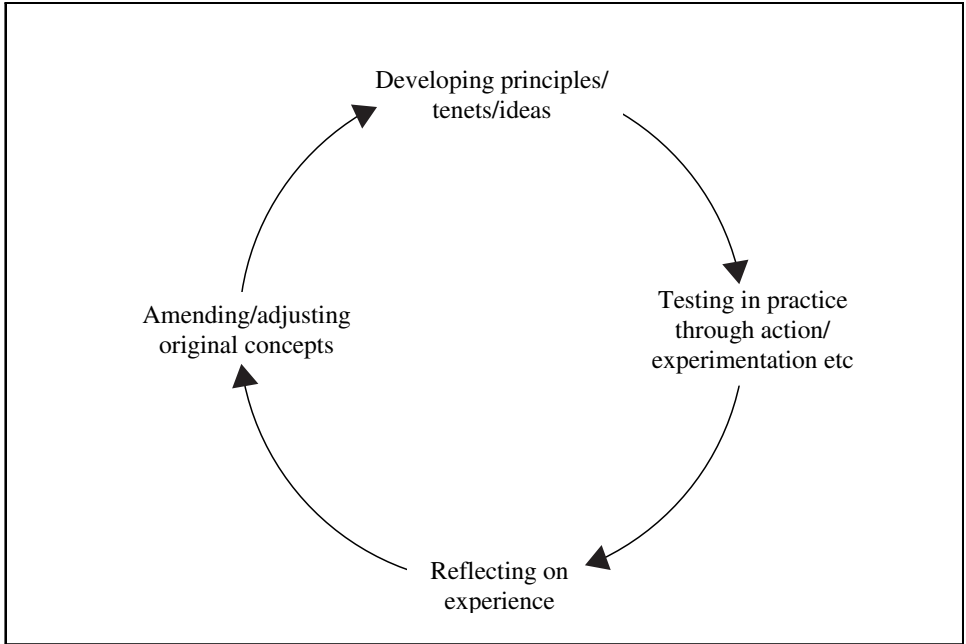 Developing principles/
tenets/ideas
Testing in practice
through action/
experimentation etc
Reflecting on
experience
Amending/adjusting
original concepts